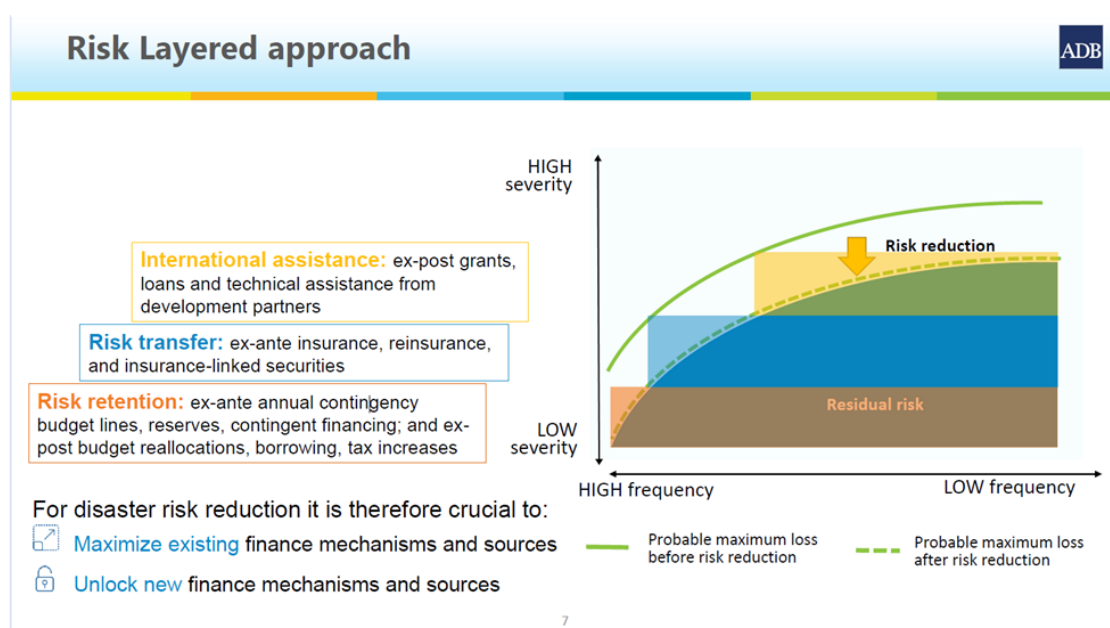 Risk Layered approach
ADB
HIGH
severity
International assistance: ex-post grants,
loans and technical assistance from
development partners
Risk transfer: ex-ante insurance, reinsurance,
and insurance-linked securities
Risk retention: ex-ante annual contingency
budget lines, reserves, contingent financing; and ex-
post budget reallocations, borrowing, tax increases
Risk reduction
Residual risk
LOW
severity
HIGH frequency
LOW frequency
For disaster risk reduction it is therefore crucial to:
Maximize existing finance mechanisms and sources
Unlock new finance mechanisms and sources
Probable maximum loss
before risk reduction
Probable maximum loss
after risk reduction
7